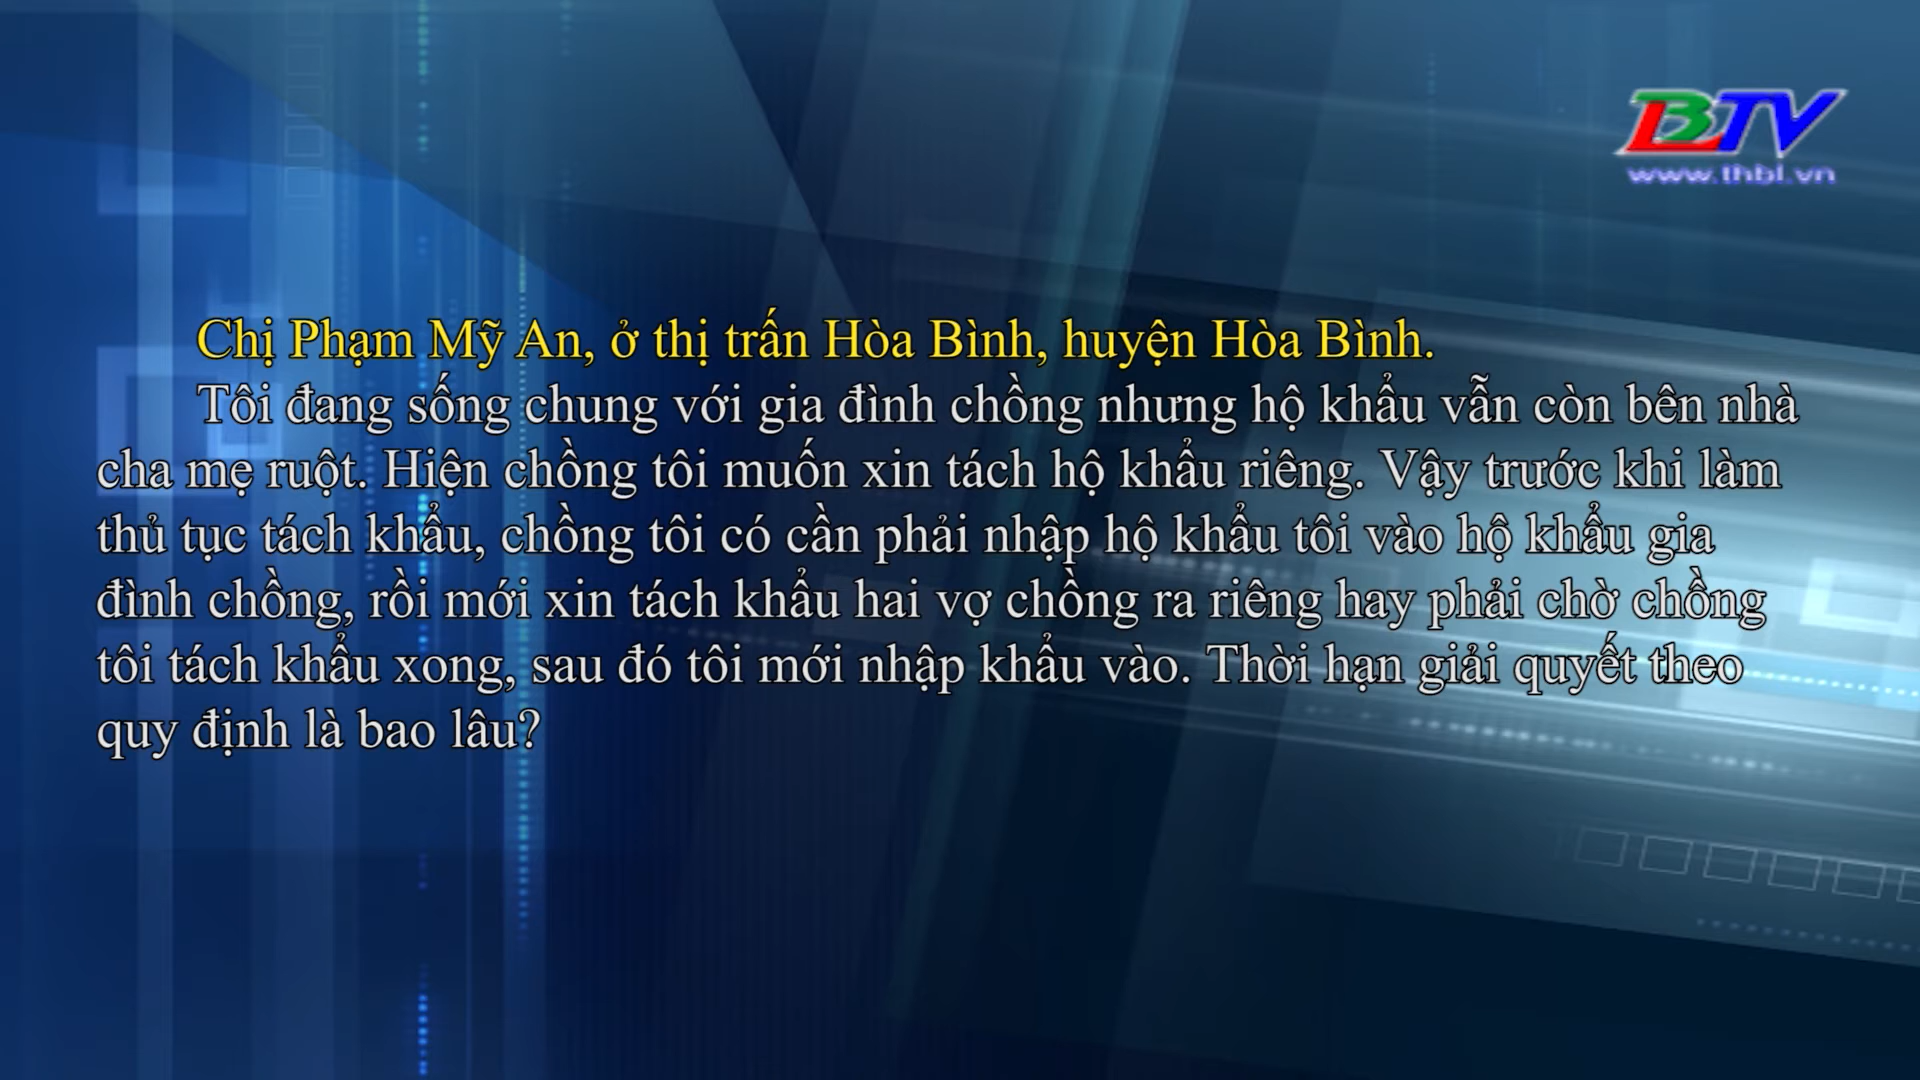 BTV
www.thbl.vn
Chị Phạm Mỹ An, ở thị trấn Hòa Bình, huyện Hòa Bình.
Tôi đang sống chung với gia đình chồng nhưng hộ khẩu vẫn còn bên nhà
cha mẹ ruột. Hiện chồng tôi muốn xin tách hộ khẩu riêng. Vậy trước khi làm
thủ tục tách khẩu, chồng tôi có cần phải nhập hộ khẩu tôi vào hộ khẩu gia
đình chồng, rồi mới xin tách khẩu hai vợ chồng ra riêng hay phải chờ chồng
tôi tách khẩu xong, sau đó tôi mới nhập khẩu vào. Thời hạn giải quyết theo
quy định là bao lâu?